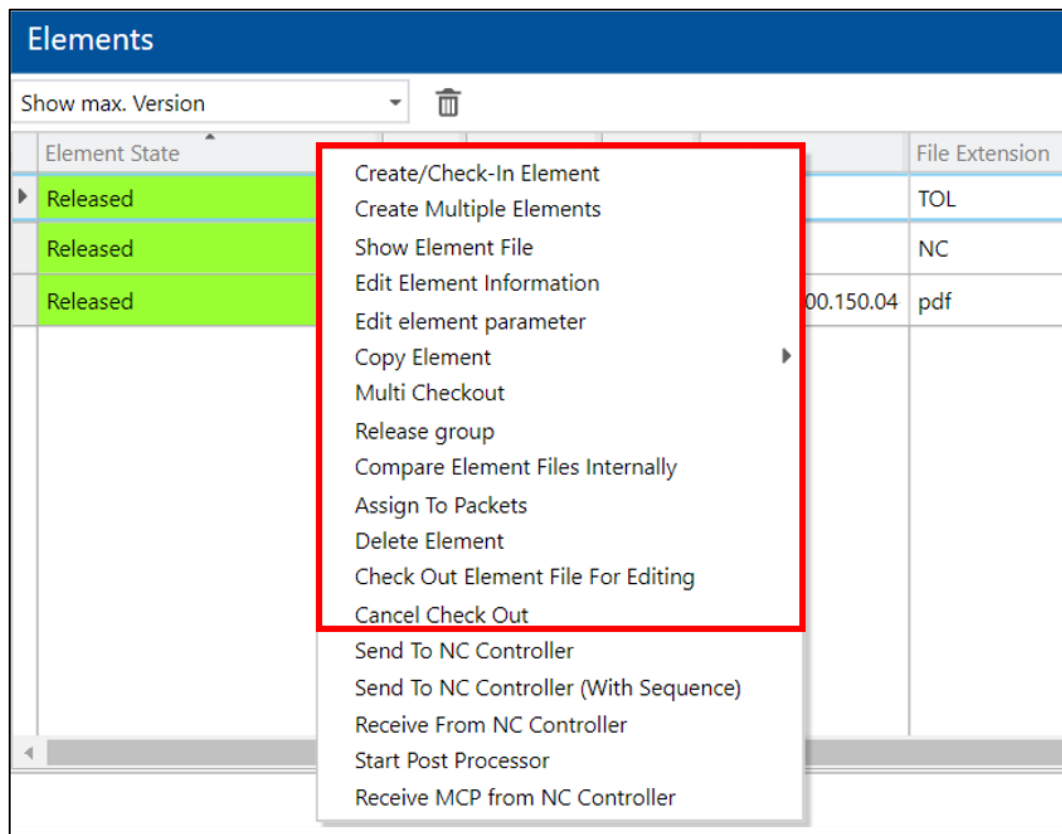 Elements
Show max. Version
Element State
File Extension
Released
TOL
Released
NC
Released
00.150.04
pdf
Create/Check-In Element
Create Multiple Elements
Show Element File
Edit Element Information
Edit element parameter
Copy Element
Multi Checkout
Release group
Compare Element Files Internally
Assign To Packets
Delete Element
Check Out Element File For Editing
Cancel Check Out
Send To NC Controller
Send To NC Controller (With Sequence)
Receive From NC Controller
Start Post Processor
Receive MCP from NC Controller